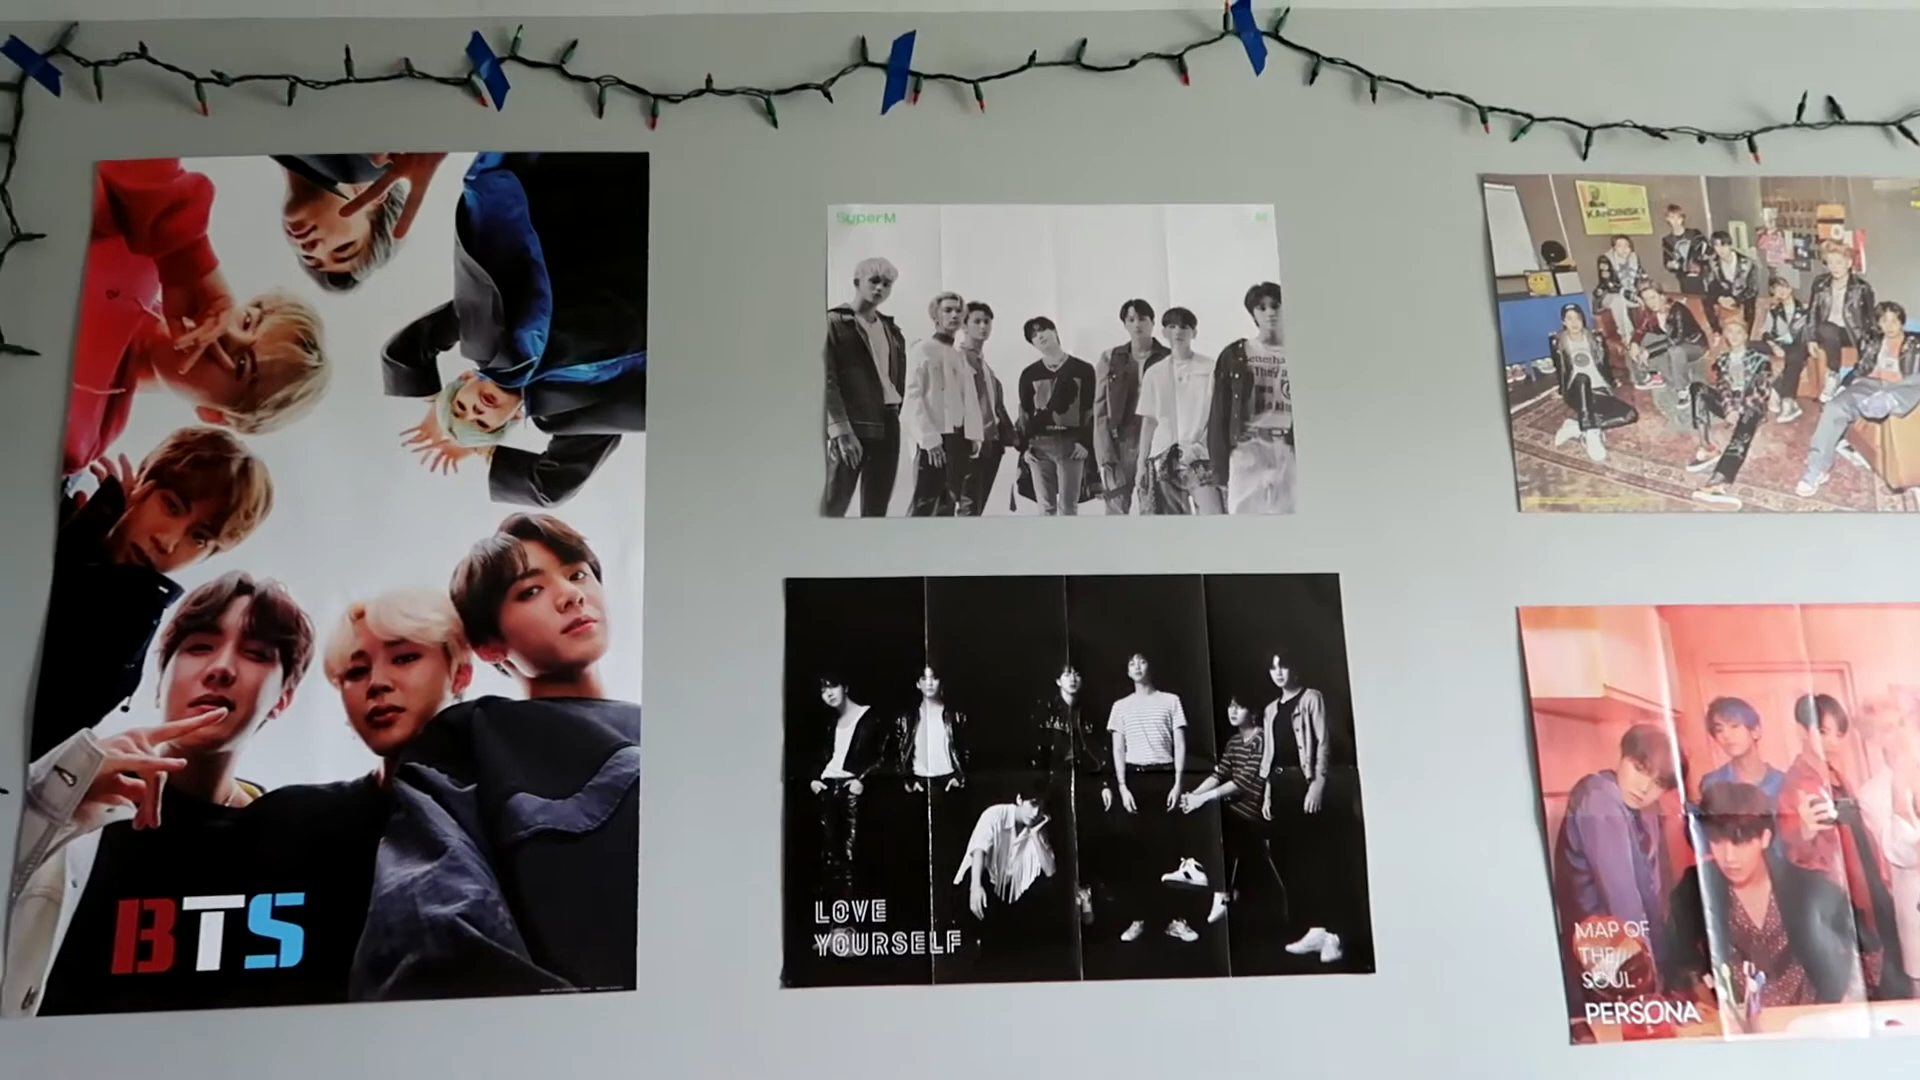 BTS
SuperM
LOVE
YOURSELF
KANDINSKY
MAP OF
THE
SOUL
PERSONA